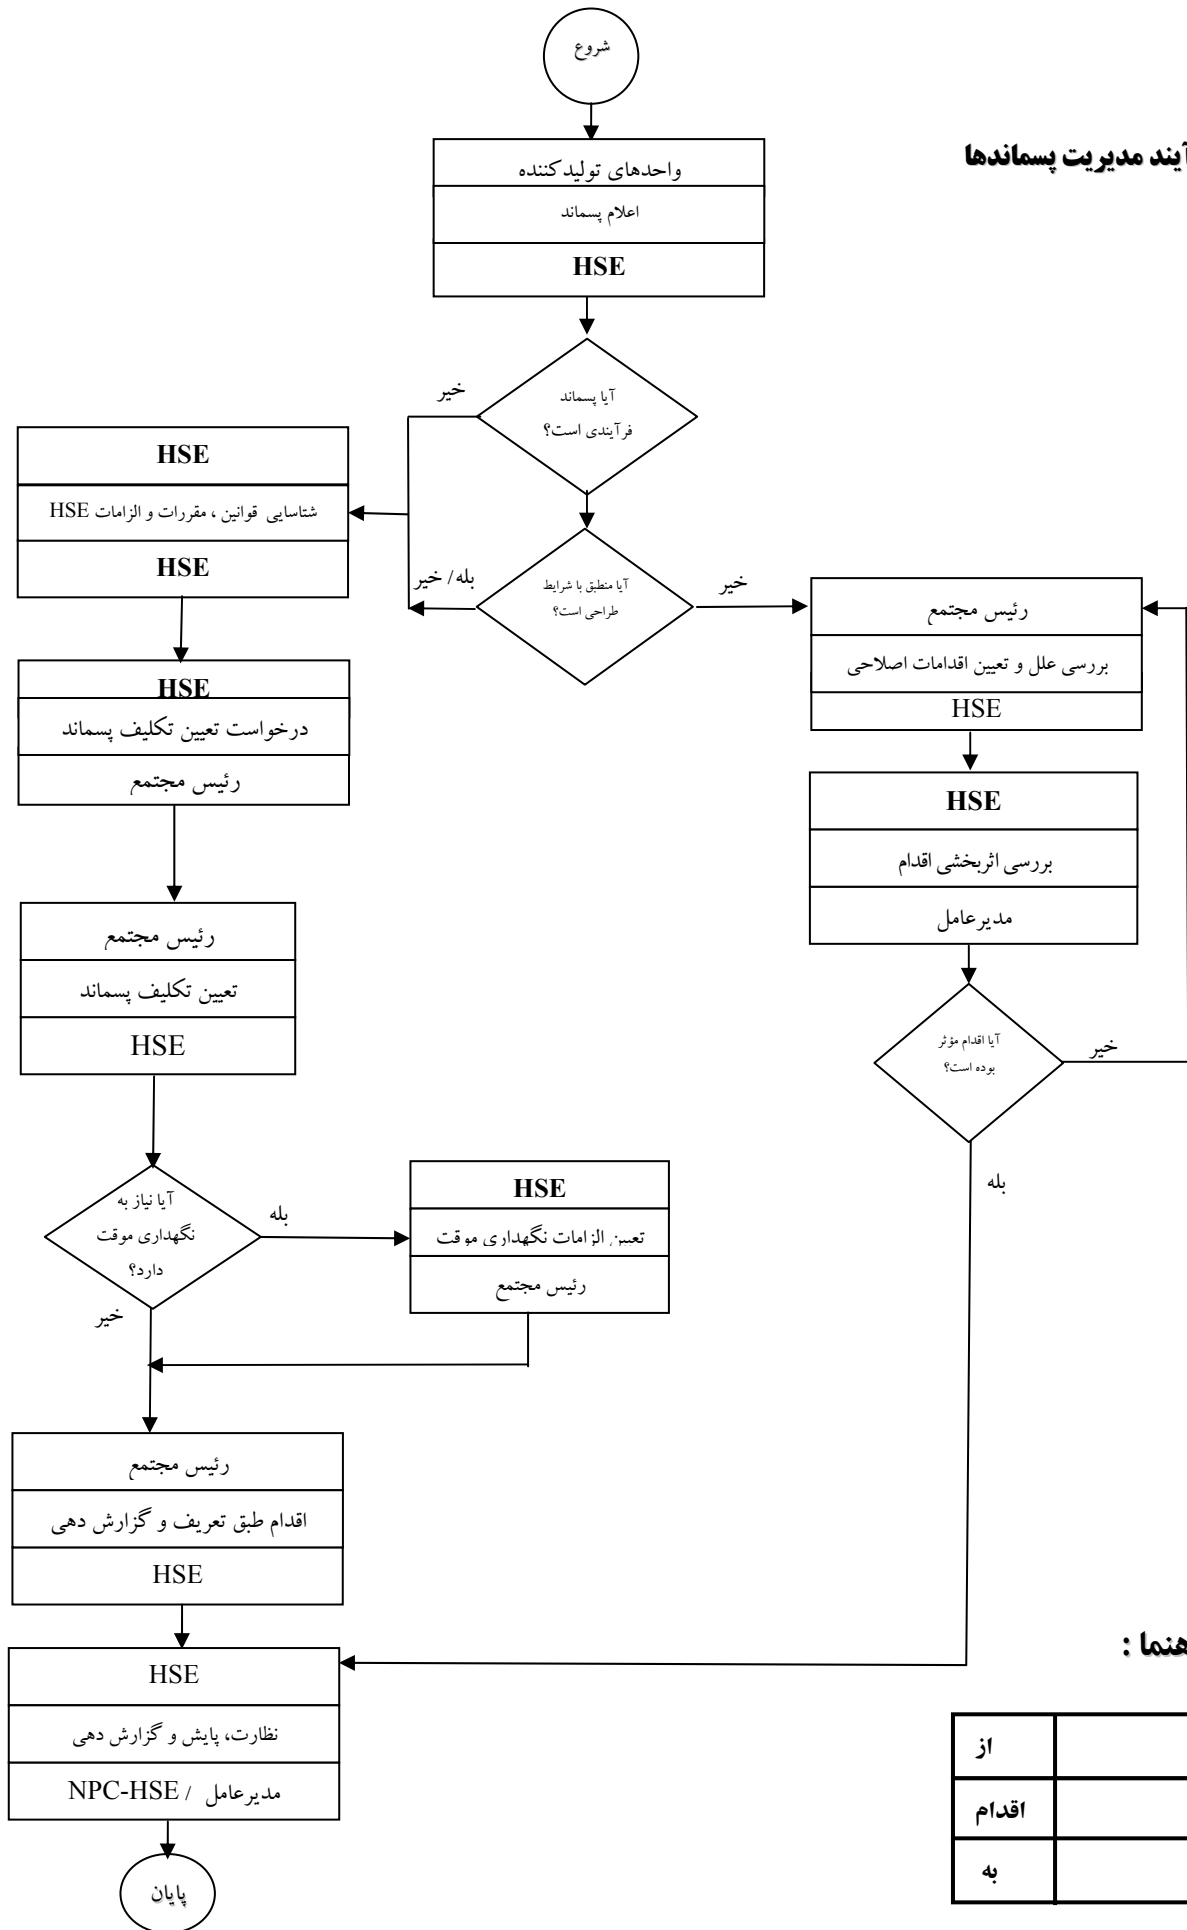 شروع
آیند مدیریت پسماندها
واحدهای تولیدکننده
اعلام پسماند
HSE
آیا پسماند
فرآیندی است؟
خیر
HSE
شتاسایی قوانین ، مقررات و الزامات HSE
HSE
آیا منطبق با شرایط
طراحی است؟
بله/ خیر
خیر
رئیس مجتمع
بررسی علل و تعیین اقدامات اصلاحی
HSE
HSE
درخواست تعیین تکلیف پسماند
رئیس مجتمع
HSE
بررسی اثربخشی اقدام
مدیرعامل
رئیس مجتمع
تعیین تکلیف پسماند
HSE
آیا اقدام مؤثر
بوده است؟
خیر
بله
آیا نیاز به
نگهداری موقت
دارد؟
بله
خیر
HSE
تعیین الزامات نگهداری موقت
رئیس مجتمع
رئیس مجتمع
اقدام طبق تعریف و گزارش دهی
HSE
HSE
نظارت، پایش و گزارش دهی
مدیرعامل / NPC-HSE
پایان
هنما :
از
اقدام
به